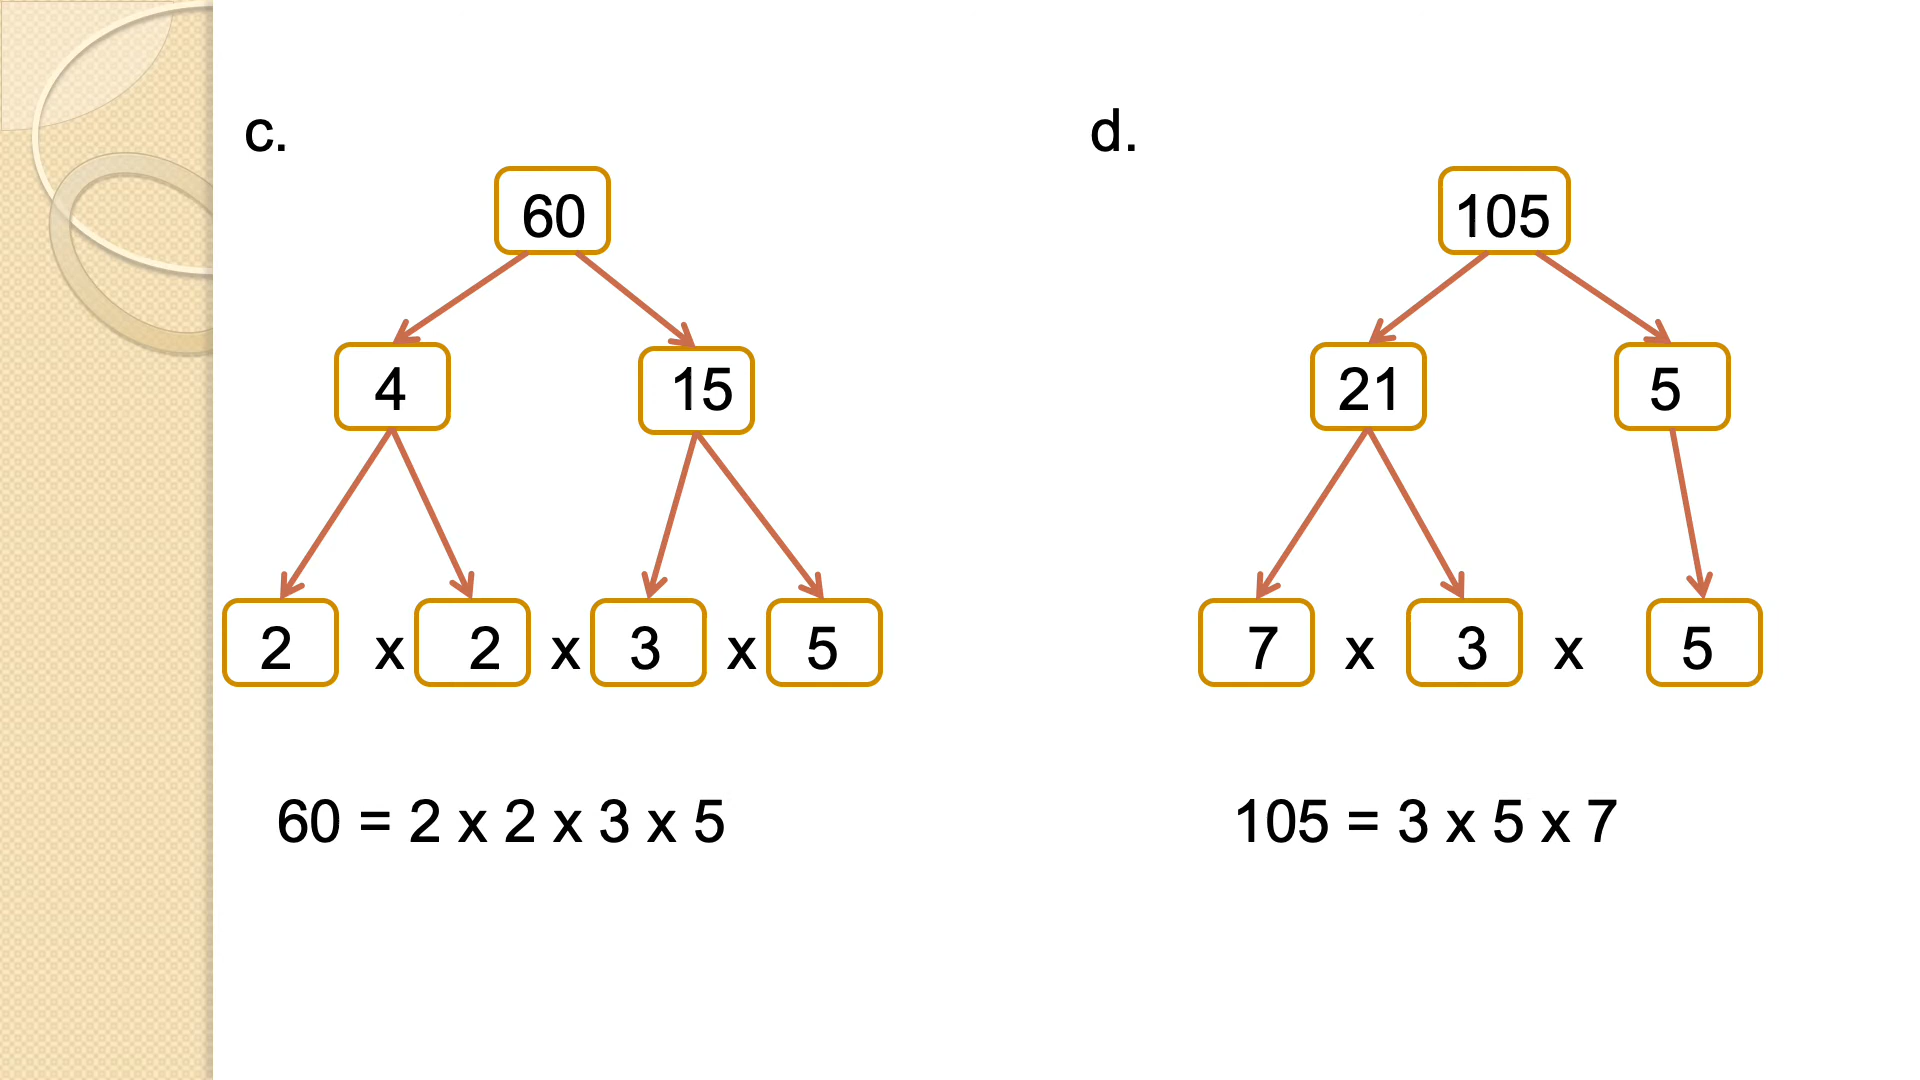 c.
60
4 15
2 x 2 x 3 x 5
60 = 2 x 2 x 3 x 5
d.
105
21 5
7 x 3 x 5
105 = 3 x 5 x 7